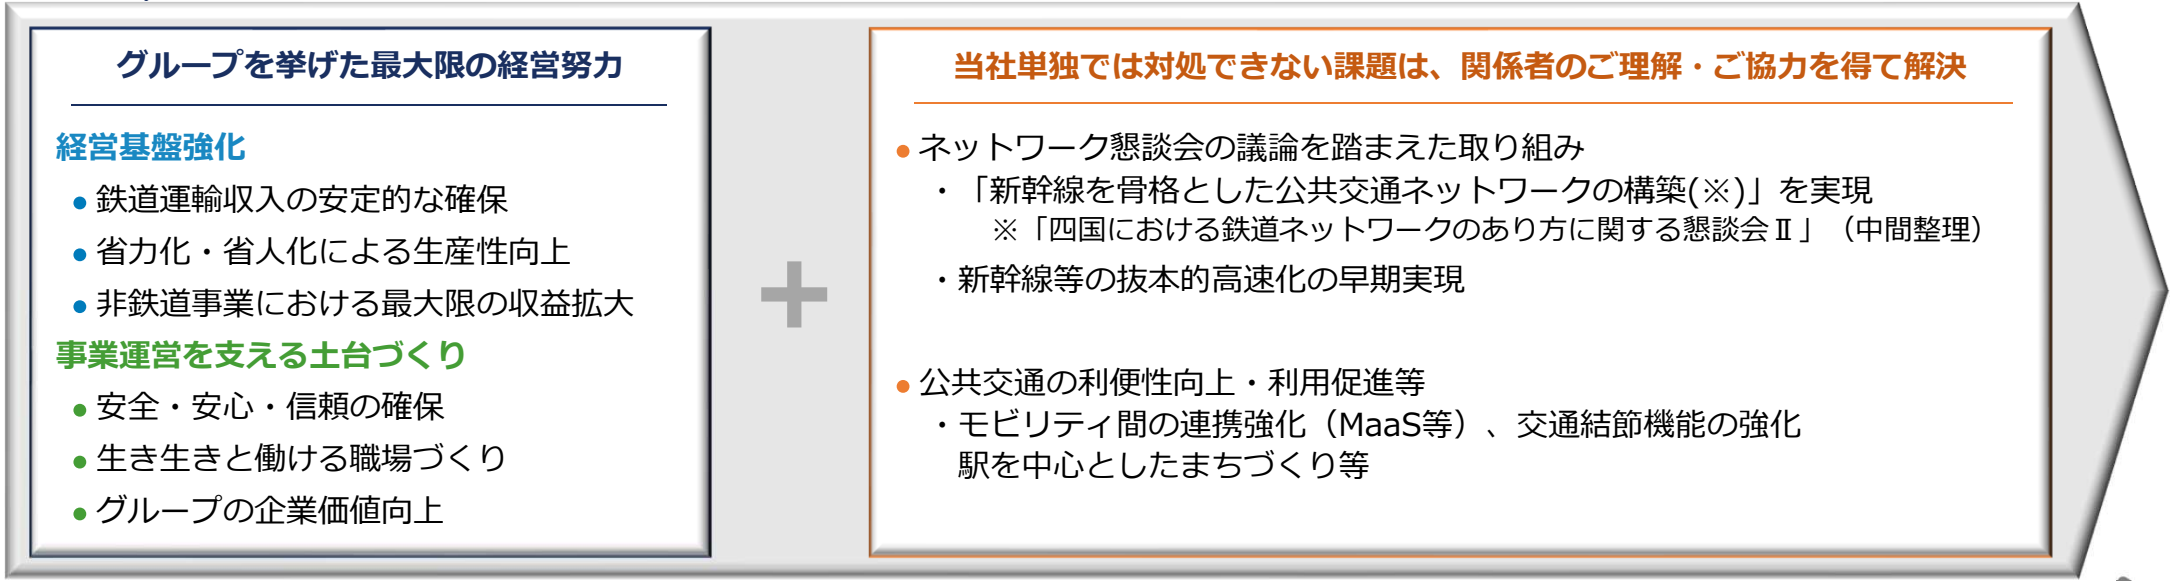 グループを挙げた最大限の経営努力
経営基盤強化
●鉄道運輸収入の安定的な確保
●省力化・省人化による生産性向上
●非鉄道事業における最大限の収益拡大
事業運営を支える土台づくり
●安全・安心・信頼の確保
●生き生きと働ける職場づくり
●グループの企業価値向上
+
当社単独では対処できない課題は、関係者のご理解・ご協力を得て解決
●ネットワーク懇談会の議論を踏まえた取り組み
・「新幹線を骨格とした公共交通ネットワークの構築(※)」を実現
※「四国における鉄道ネットワークのあり方に関する懇談会Ⅱ」（中間整理）
・新幹線等の抜本的高速化の早期実現
●公共交通の利便性向上・利用促進等
・モビリティ間の連携強化（MaaS等）、交通結節機能の強化
駅を中心としたまちづくり等